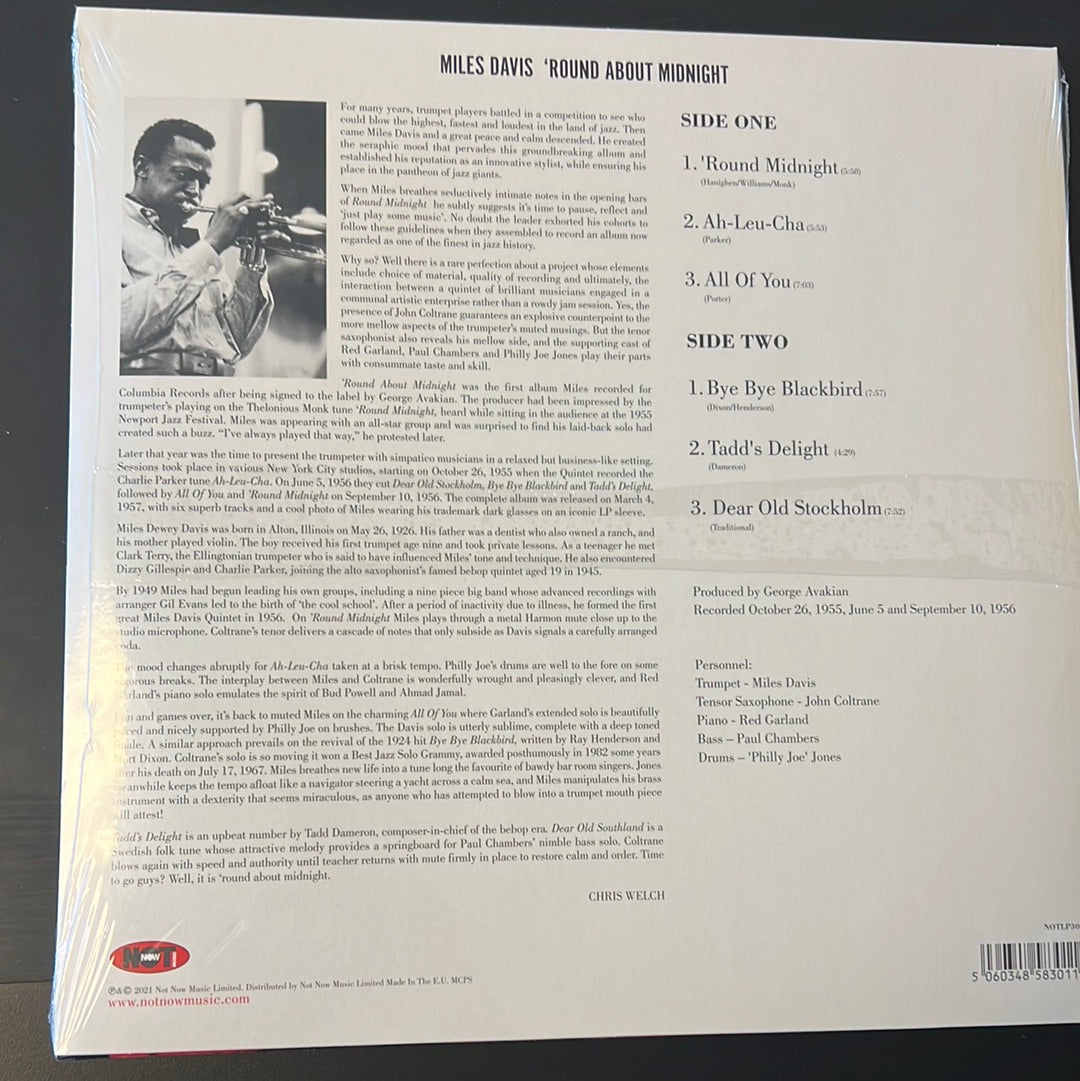 MILES DAVIS 'ROUND ABOUT MIDNIGHT
For many years, trumpet players battled in a competition to see who
could blow the highest, fastest and loudest in the land of jazz. Then
came Miles Davis and a great peace and calm descended. He created
the seraphic mood that pervades this groundbreaking album and
established his reputation as an innovative stylist, while ensuring his
place in the pantheon of jazz giants.
When Miles breathes seductively intimate notes in the opening bars
of Round Midnight he subtly suggests it's time to pause, reflect and
'just play some music'. No doubt the leader exhorted his cohorts to
follow these guidelines when they assembled to record an album now
regarded as one of the finest in jazz history.
Why so? Well there is a rare perfection about a project whose elements
include choice of material, quality of recording and ultimately, the
interaction between a quintet of brilliant musicians engaged in a
communal artistic enterprise rather than a rowdy jam session. Yes, the
presence of John Coltrane guarantees an explosive counterpoint to the
more mellow aspects of the trumpeter's muted musings. But the tenor
saxophonist also reveals his mellow side, and the supporting cast of
Red Garland, Paul Chambers and Philly Joe Jones play their parts
with consummate taste and skill.
'Round About Midnight was the first album Miles recorded for
Columbia Records after being signed to the label by George Avakian. The producer had been impressed by the
trumpeter's playing on the Thelonious Monk tune 'Round Midnight, heard while sitting in the audience at the 1955
Newport Jazz Festival. Miles was appearing with an all-star group and was surprised to find his laid-back solo had
created such a buzz. "I've always played that way," he protested later.
Later that year was the time to present the trumpeter with simpatico musicians in a relaxed but business-like setting.
Sessions took place in various New York City studios, starting on October 26, 1955 when the Quintet recorded the
Charlie Parker tune Ah-Leu-Cha. On June 5, 1956 they cut Dear Old Stockholm, Bye Bye Blackbird and Tadd's Delight,
followed by All Of You and 'Round Midnight on September 10, 1956. The complete album was released on March 4,
1957, with six superb tracks and a cool photo of Miles wearing his trademark dark glasses on an iconic LP sleeve.
Miles Dewey Davis was born in Alton, Illinois on May 26, 1926. His father was a dentist who also owned a ranch, and
his mother played violin. The boy received his first trumpet age nine and took private lessons. As a teenager he met
Clark Terry, the Ellingtonian trumpeter who is said to have influenced Miles' tone and technique. He also encountered
Dizzy Gillespie and Charlie Parker, joining the alto saxophonist's famed bebop quintet aged 19 in 1945.
By 1949 Miles had begun leading his own groups, including a nine piece big band whose advanced recordings with
arranger Gil Evans led to the birth of 'the cool school'. After a period of inactivity due to illness, he formed the first
great Miles Davis Quintet in 1956. On 'Round Midnight Miles plays through a metal Harmon mute close up to the
studio microphone. Coltrane's tenor delivers a cascade of notes that only subside as Davis signals a carefully arranged
coda.
The mood changes abruptly for Ah-Leu-Cha taken at a brisk tempo. Philly Joe's drums are well to the fore on some
vigorous breaks. The interplay between Miles and Coltrane is wonderfully wrought and pleasingly clever, and Red
Garland's piano solo emulates the spirit of Bud Powell and Ahmad Jamal.
Fun and games over, it's back to muted Miles on the charming All Of You where Garland's extended solo is beautifully
paced and nicely supported by Philly Joe on brushes. The Davis solo is utterly sublime, complete with a deep toned
finale. A similar approach prevails on the revival of the 1924 hit Bye Bye Blackbird, written by Ray Henderson and
Mort Dixon. Coltrane's solo is so moving it won a Best Jazz Solo Grammy, awarded posthumously in 1982 some years
after his death on July 17, 1967. Miles breathes new life into a tune long the favourite of bawdy bar room singers. Jones
meanwhile keeps the tempo afloat like a navigator steering a yacht across a calm sea, and Miles manipulates his brass
instrument with a dexterity that seems miraculous, as anyone who has attempted to blow into a trumpet mouth piece
will attest!
Tadd's Delight is an upbeat number by Tadd Dameron, composer-in-chief of the bebop era. Dear Old Southland is a
Swedish folk tune whose attractive melody provides a springboard for Paul Chambers' nimble bass solo. Coltrane
blows again with speed and authority until teacher returns with mute firmly in place to restore calm and order. Time
to go guys? Well, it is 'round about midnight.
CHRIS WELCH
SIDE ONE
1. 'Round Midnight (5:58)
(Hanighen/Williams/Monk)
2. Ah-Leu-Cha (5:53)
(Parker)
3. All Of You (7:03)
(Porter)
SIDE TWO
1. Bye Bye Blackbird (7:57)
(Dixon/Henderson)
2. Tadd's Delight (4:29)
(Dameron)
3. Dear Old Stockholm (7:52)
(Traditional)
Produced by George Avakian
Recorded October 26, 1955, June 5 and September 10, 1956
Personnel:
Trumpet - Miles Davis
Tensor Saxophone - John Coltrane
Piano - Red Garland
Bass – Paul Chambers
Drums – 'Philly Joe' Jones
NOT NOW
℗&© 2021 Not Now Music Limited. Distributed by Not Now Music Limited Made In The E.U. MCPS
www.notnowmusic.com
NOTLP30
5 060348 583011